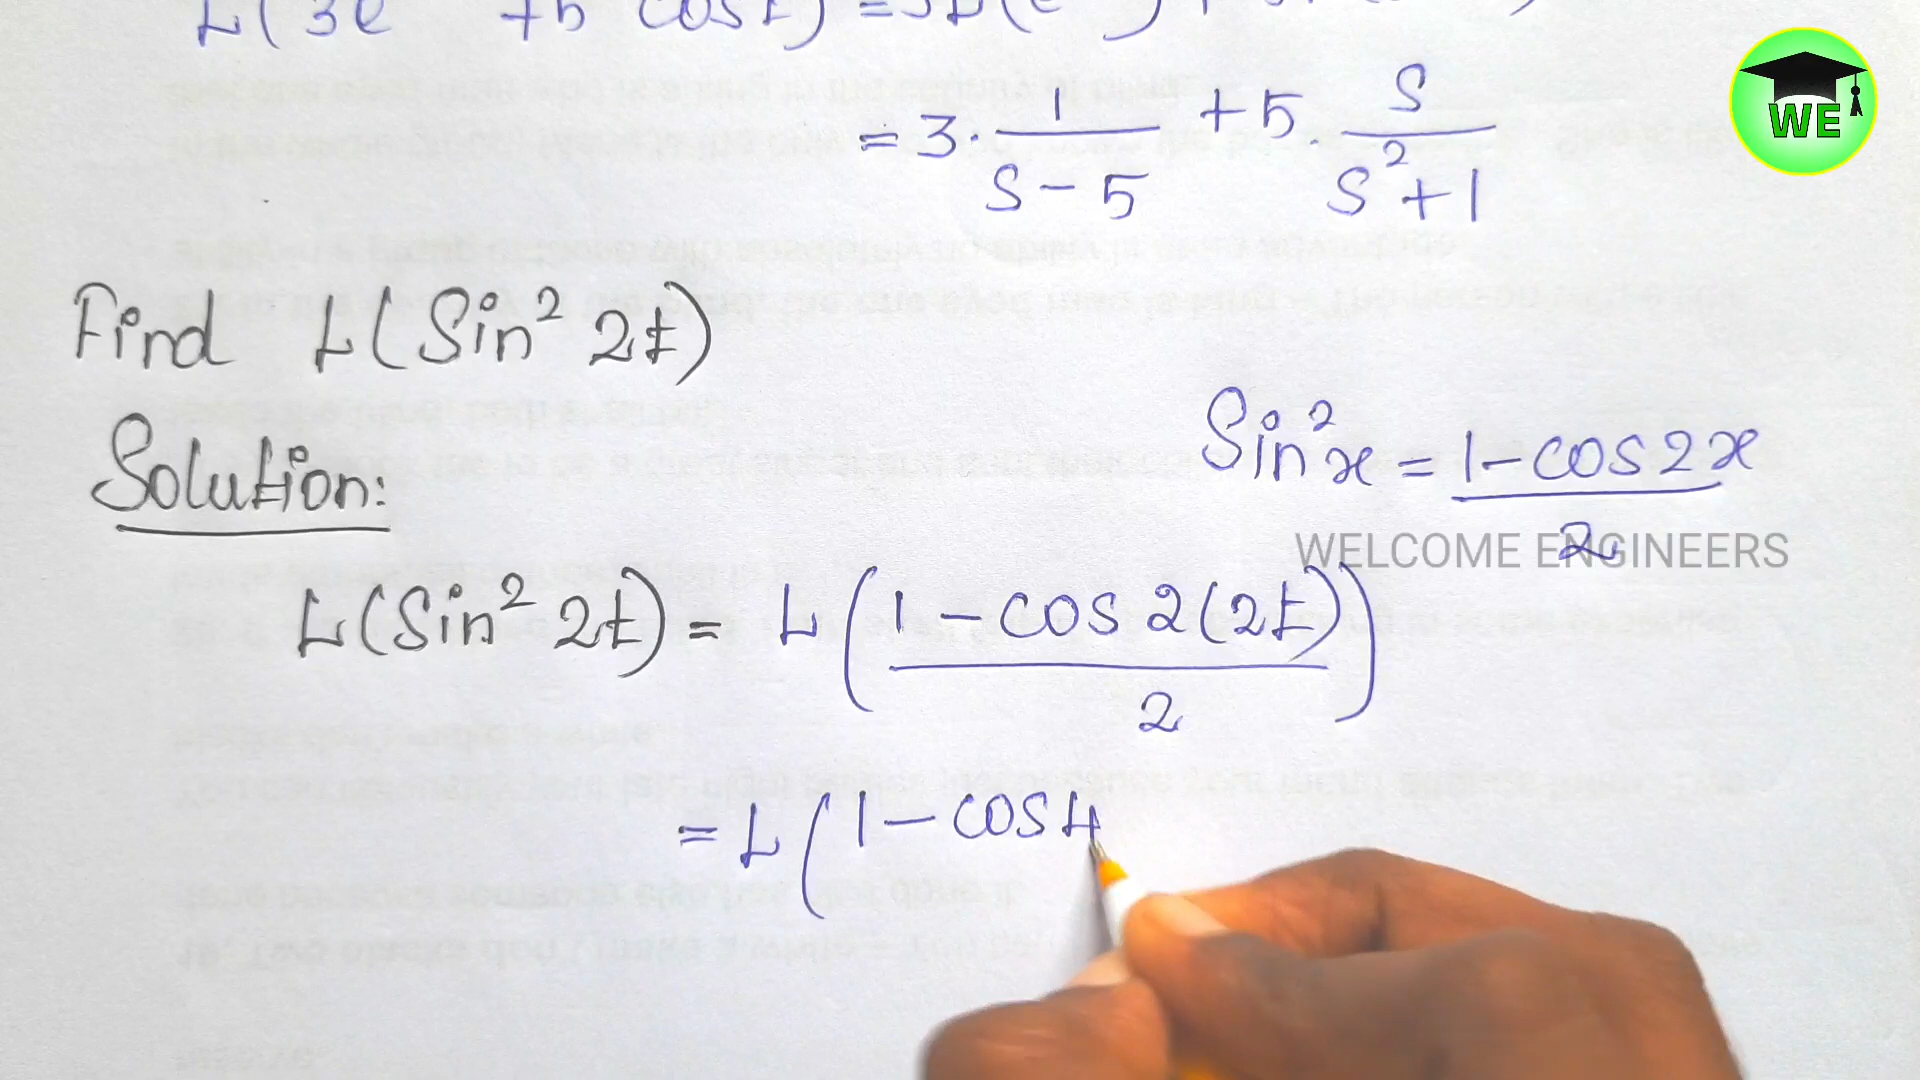 = 3 · 1/(S - 5) + 5 · S/(S² + 1)
WE
Find L(Sin² 2t)
Solution:
Sin²x = (1 - cos 2x)/2
WELCOME ENGINEERS
L(Sin² 2t) = L((1 - cos 2(2t))/2)
= L(1 - cos 4